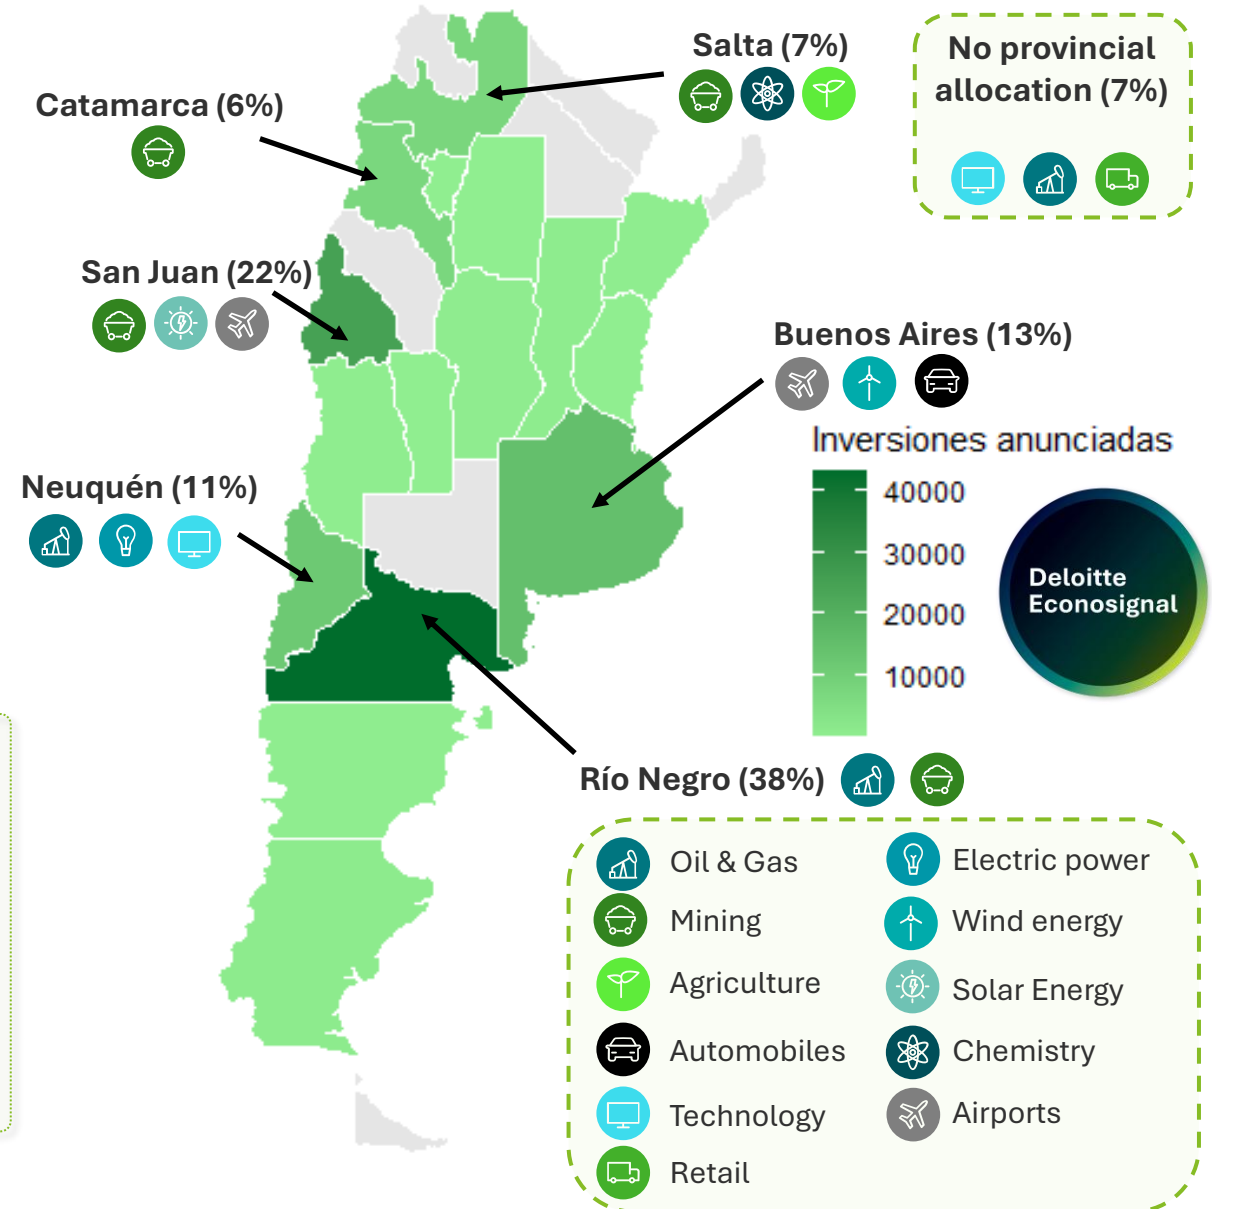 Salta (7%)
No provincial
allocation (7%)
Catamarca (6%)
San Juan (22%)
Buenos Aires (13%)
Inversiones anunciadas
40000
30000
20000
10000
Neuquén (11%)
Deloitte
Econosignal
Río Negro (38%)
Oil & Gas
Mining
Agriculture
Automobiles
Technology
Retail
Electric power
Wind energy
Solar Energy
Chemistry
Airports